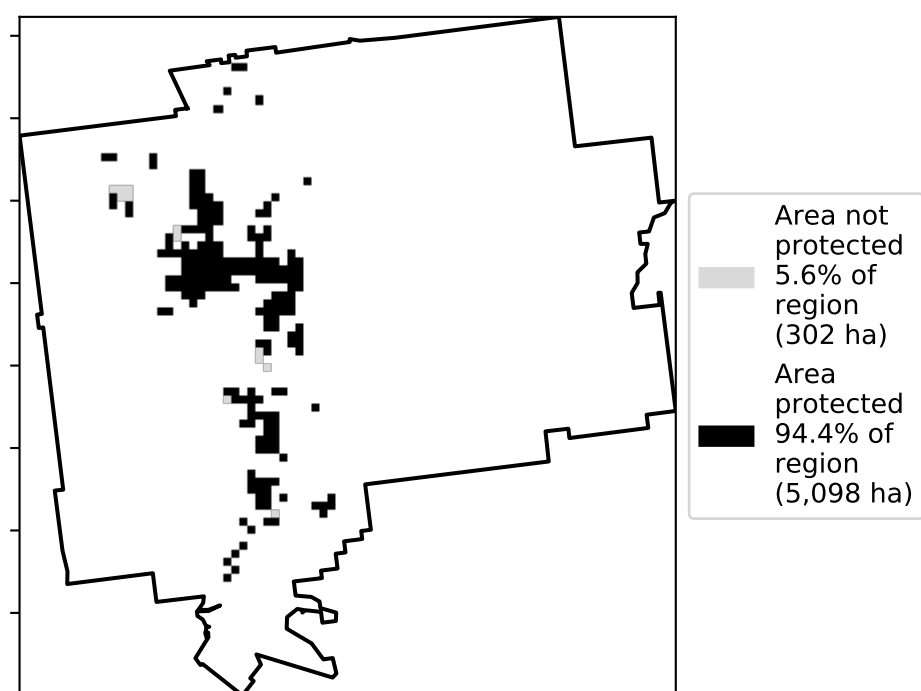 Area not
protected
5.6% of
region
(302 ha)
Area
protected
94.4% of
region
(5,098 ha)